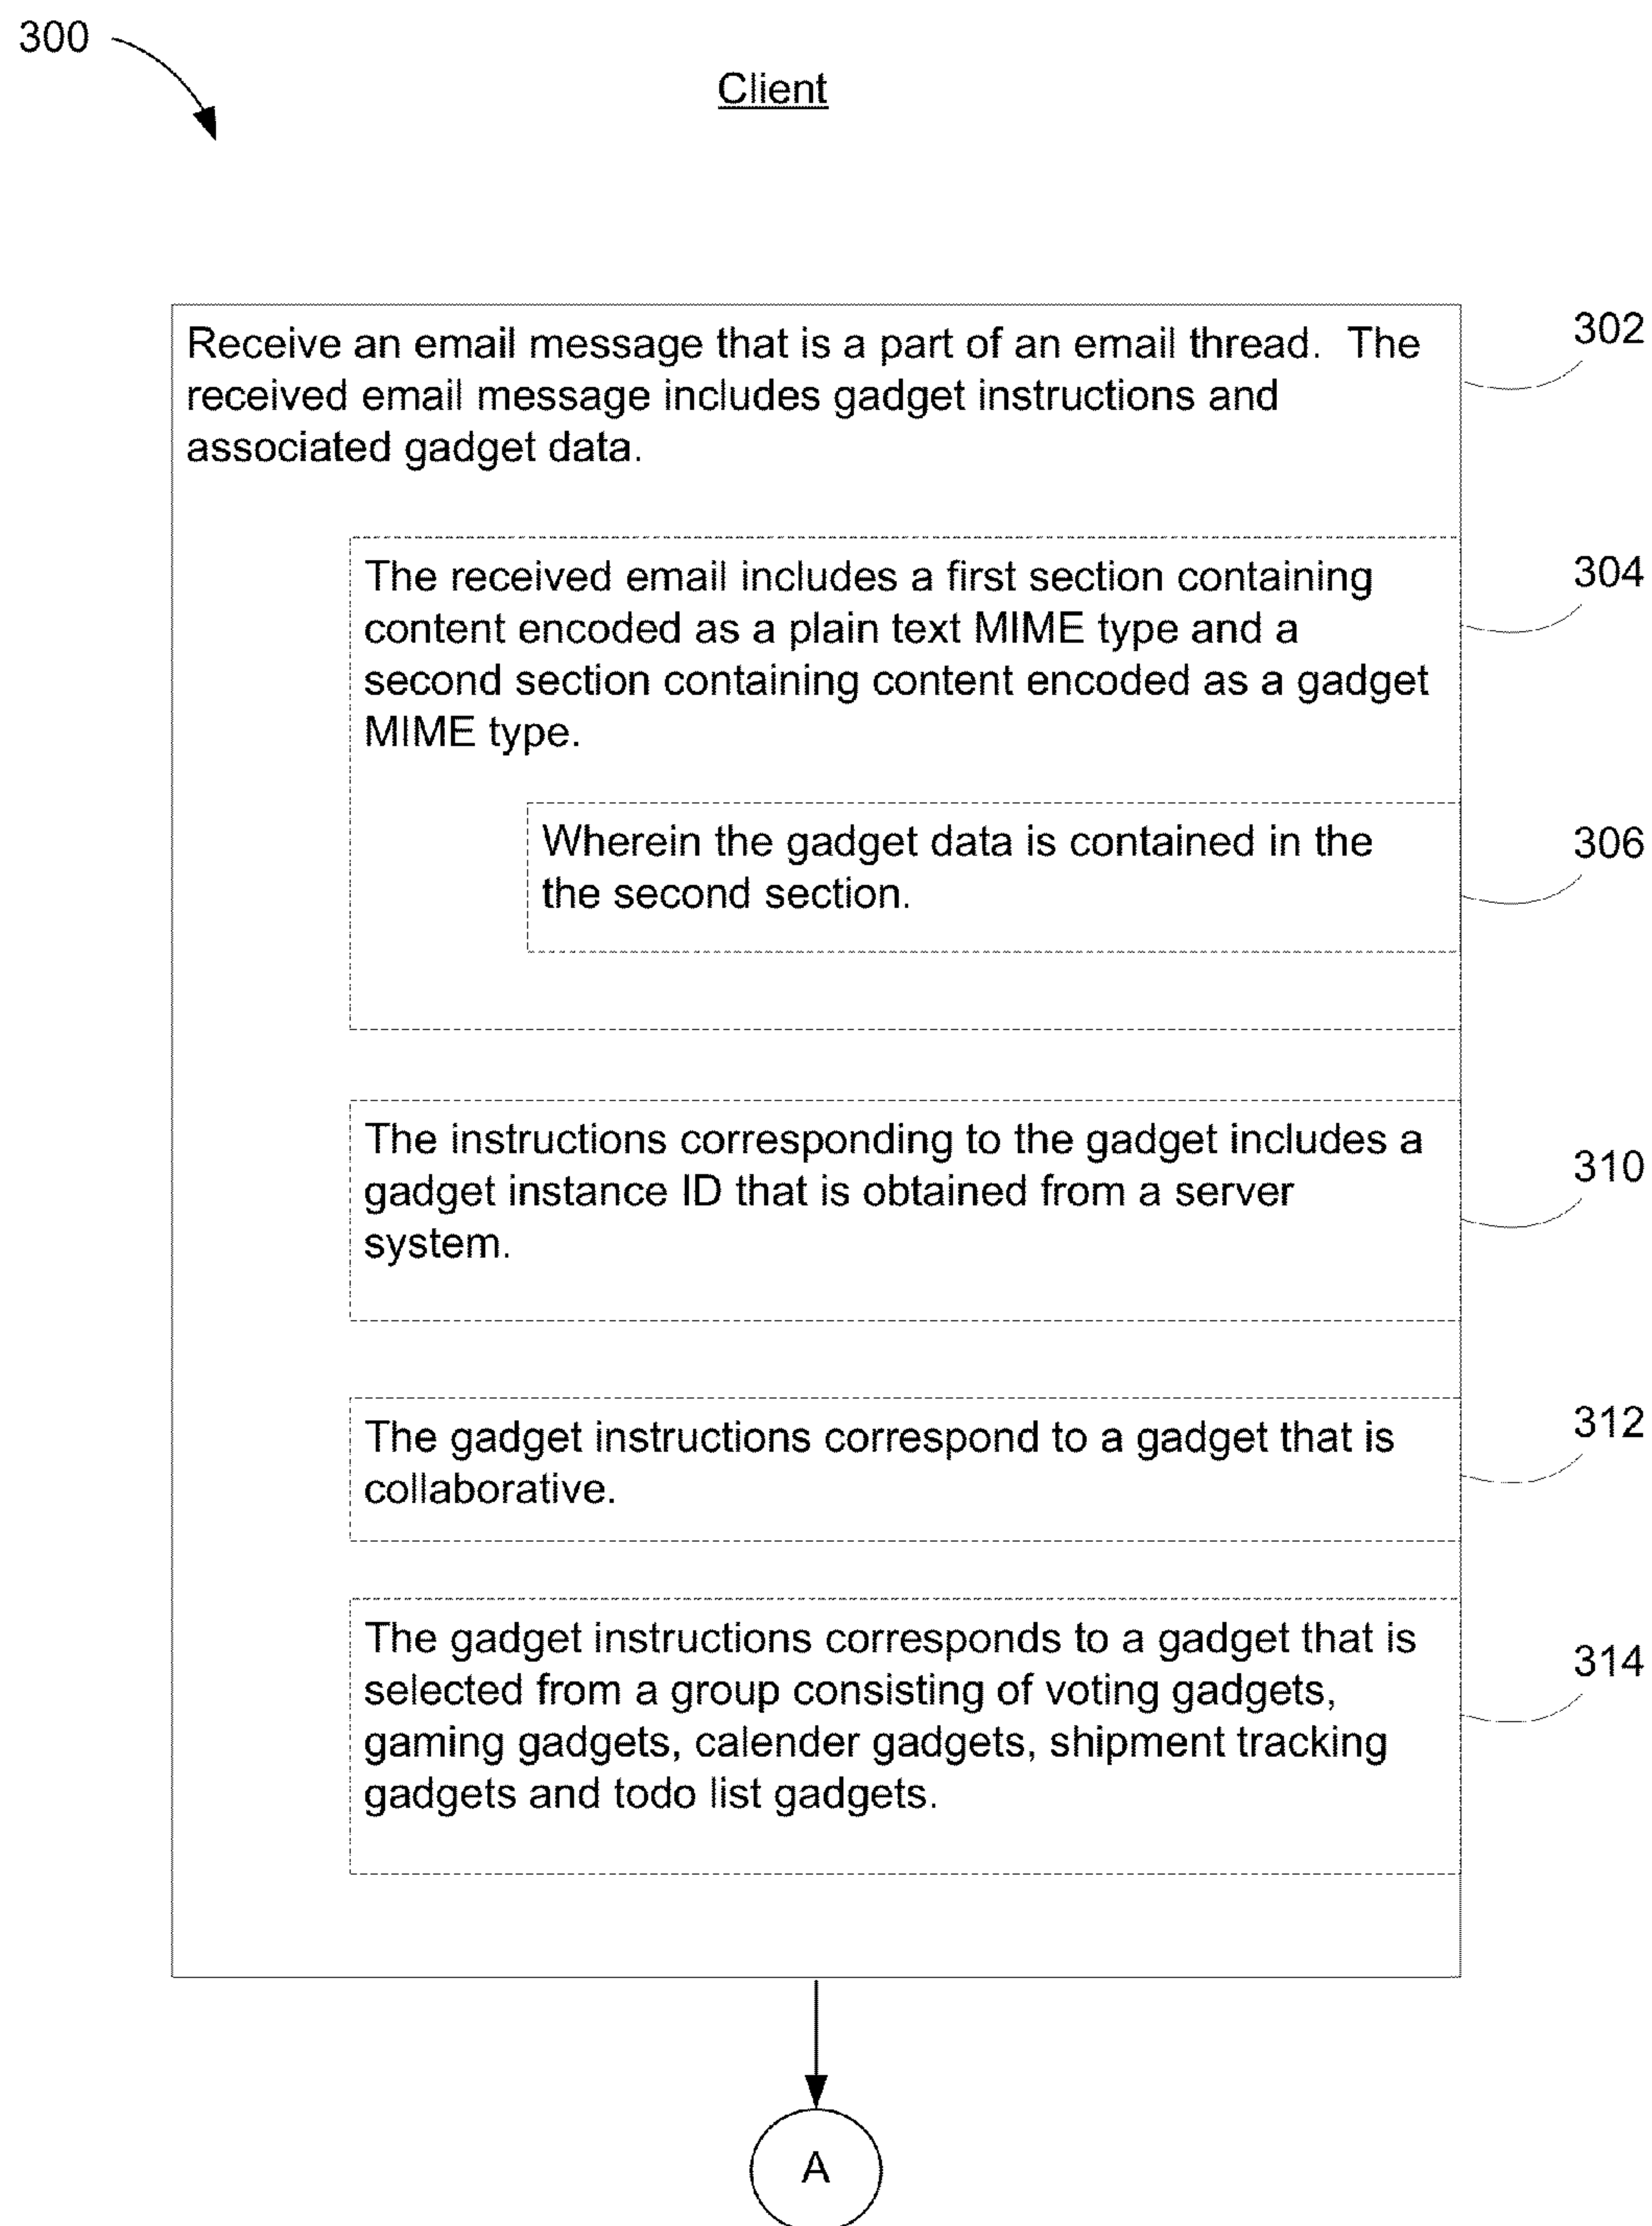 300
Client
Receive an email message that is a part of an email thread.  The
received email message includes gadget instructions and
associated gadget data.
302
The received email includes a first section containing
content encoded as a plain text MIME type and a
second section containing content encoded as a gadget
MIME type.
304
Wherein the gadget data is contained in the
the second section.
306
The instructions corresponding to the gadget includes a
gadget instance ID that is obtained from a server
system.
310
The gadget instructions correspond to a gadget that is
collaborative.
312
The gadget instructions corresponds to a gadget that is
selected from a group consisting of voting gadgets,
gaming gadgets, calender gadgets, shipment tracking
gadgets and todo list gadgets.
314
A